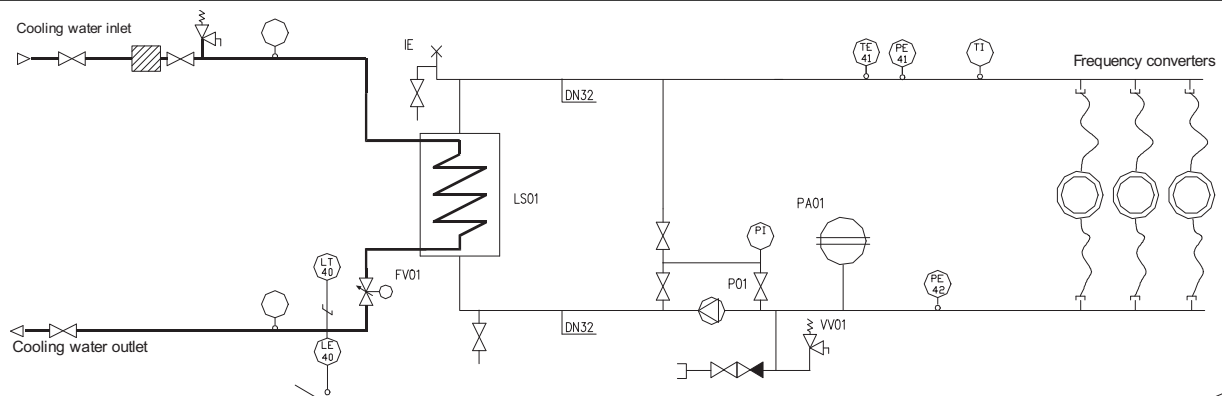 Cooling water inlet
IE
TE
41
PE
41
TI
Frequency converters
DN32
LS01
PA01
PI
LT
40
FV01
P01
PE
42
DN32
VV01
Cooling water outlet
LE
40